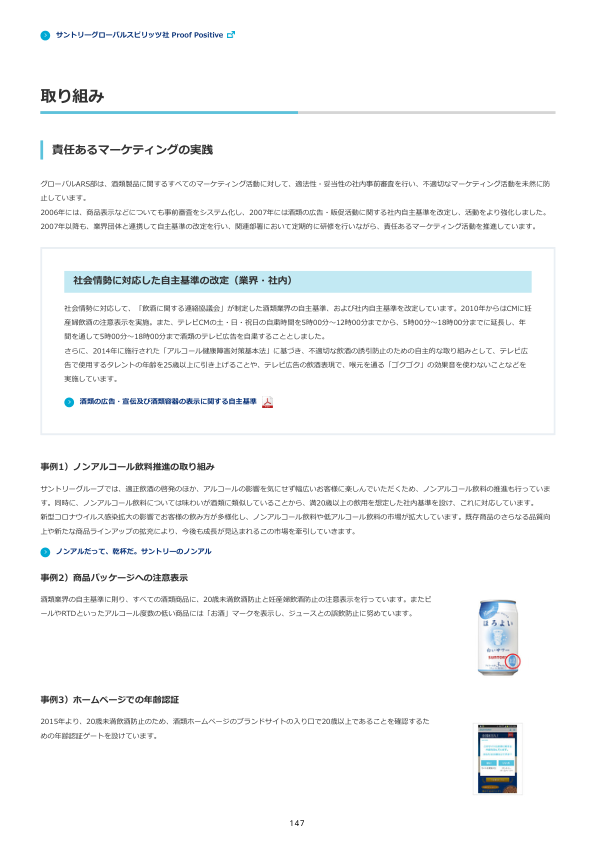 サントリーグローバルスピリッツ社 Proof Positive
取り組み
責任あるマーケティングの実践
グローバルARS部は、酒類製品に関するすべてのマーケティング活動に対して、適法性・妥当性の社内事前審査を行い、不適切なマーケティング活動を未然に防
止しています。
2006年には、商品表示などについても事前審査をシステム化し、2007年には酒類の広告・販促活動に関する社内自主基準を改定し、活動をより強化しました。
2007年以降も、業界団体と連携して自主基準の改定を行い、関連部署において定期的に研修を行いながら、責任あるマーケティング活動を推進しています。
社会情勢に対応した自主基準の改定（業界・社内）
社会情勢に対応して、「飲酒に関する連絡協議会」が制定した酒類業界の自主基準、および社内自主基準を改定しています。2010年からはCMに妊
産婦飲酒の注意表示を実施。また、テレビCMの土・日・祝日の自粛時間を5時00分～12時00分までから、5時00分～18時00分までに延長し、年
間を通して5時00分～18時00分まで酒類のテレビ広告を自粛することとしました。
さらに、2014年に施行された「アルコール健康障害対策基本法」に基づき、不適切な飲酒の誘引防止のための自主的な取り組みとして、テレビ広
告で使用するタレントの年齢を25歳以上に引き上げることや、テレビ広告の飲酒表現で、喉元を通る「ゴクゴク」の効果音を使わないことなどを
実施しています。
酒類の広告・宣伝及び酒類容器の表示に関する自主基準
事例1）ノンアルコール飲料推進の取り組み
サントリーグループでは、適正飲酒の啓発のほか、アルコールの影響を気にせず幅広いお客様に楽しんでいただくため、ノンアルコール飲料の推進も行っていま
す。同時に、ノンアルコール飲料については味わいが酒類に類似していることから、満20歳以上の飲用を想定した社内基準を設け、これに対応しています。
新型コロナウイルス感染拡大の影響でお客様の飲み方が多様化し、ノンアルコール飲料や低アルコール飲料の市場が拡大しています。既存商品のさらなる品質向
上や新たな商品ラインアップの拡充により、今後も成長が見込まれるこの市場を牽引していきます。
ノンアルだって、乾杯だ。サントリーのノンアル
事例2）商品パッケージへの注意表示
酒類業界の自主基準に則り、すべての酒類商品に、20歳未満飲酒防止と妊産婦飲酒防止の注意表示を行っています。またビ
ールやRTDといったアルコール度数の低い商品には「お酒」マークを表示し、ジュースとの誤飲防止に努めています。
ほろよい
白いサワー
事例3）ホームページでの年齢認証
2015年より、20歳未満飲酒防止のため、酒類ホームページのブランドサイトの入り口で20歳以上であることを確認するた
めの年齢認証ゲートを設けています。
147